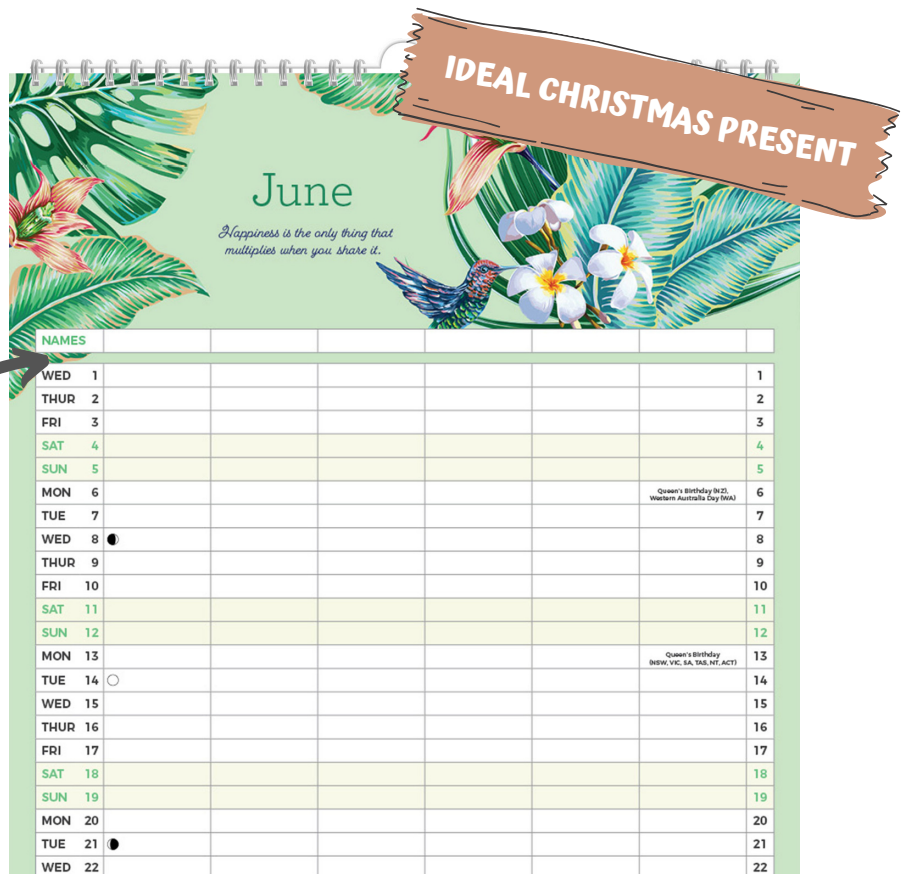 IDEAL CHRISTMAS PRESENT
June
Happiness is the only thing that
multiplies when you share it.
NAMES
WED 1 1
THUR 2 2
FRI 3 3
SAT 4 4
SUN 5 5
MON 6 Queen's Birthday (NZ), 6
Western Australia Day (WA)
TUE 7 7
WED 8 8
THUR 9 9
FRI 10 10
SAT 11 11
SUN 12 12
MON 13 Queen's Birthday 13
(NSW, VIC, SA, TAS, NT, ACT)
TUE 14 14
WED 15 15
THUR 16 16
FRI 17 17
SAT 18 18
SUN 19 19
MON 20 20
TUE 21 21
WED 22 22